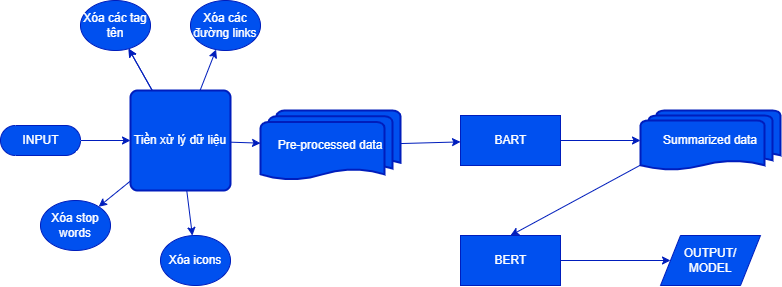 Xóa các tag
tên
Xóa các
đường links
INPUT
Tiền xử lý dữ liệu
Pre-processed data
BART
Summarized data
Xóa stop
words
Xóa icons
BERT
OUTPUT/
MODEL